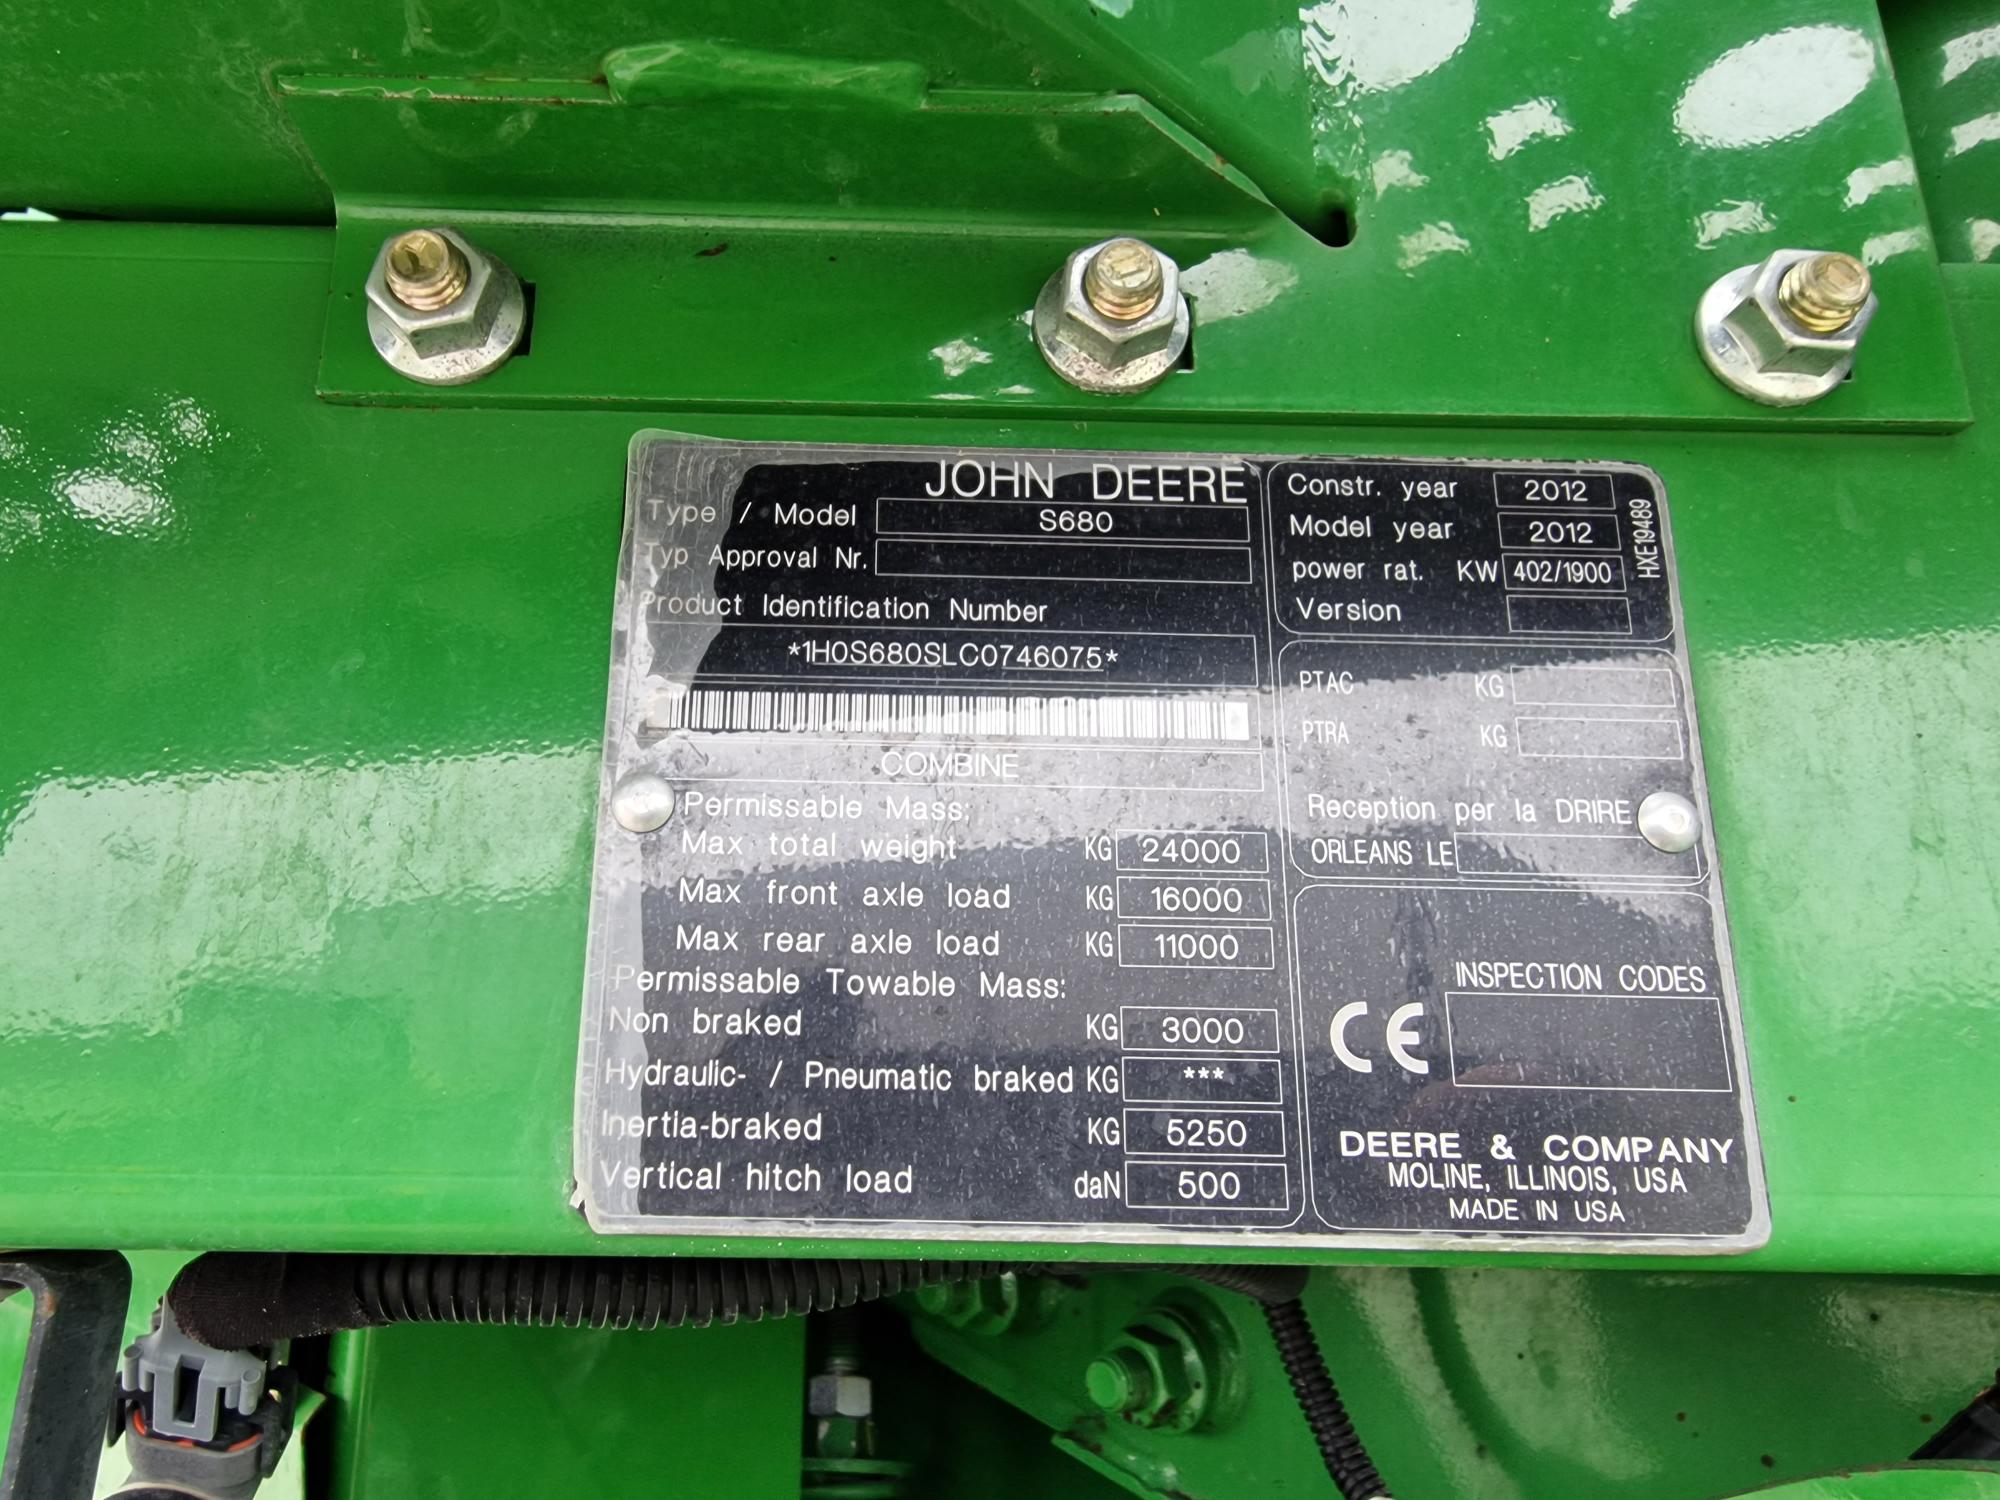 JOHN DEERE
Type / Model S680
Typ Approval Nr.
Product Identification Number
*1H0S680SLC0746075*
COMBINE
Permissable Mass:
Max total weight KG 24000
Max front axle load KG 16000
Max rear axle load KG 11000
Permissable Towable Mass:
Non braked KG 3000
Hydraulic- / Pneumatic braked KG ***
Inertia-braked KG 5250
Vertical hitch load daN 500
Constr. year 2012
Model year 2012
power rat. KW 402/1900
Version
HXE19489
PTAC KG
PTRA KG
Reception per la DRIRE
ORLEANS LE
INSPECTION CODES
CE
DEERE & COMPANY
MOLINE, ILLINOIS, USA
MADE IN USA